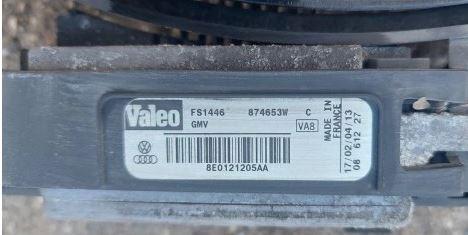 Valeo
FS1446 874653W C
GMV VA8
8E0121205AA
MADE IN
FRANCE
17/02/04/13
08 612 27